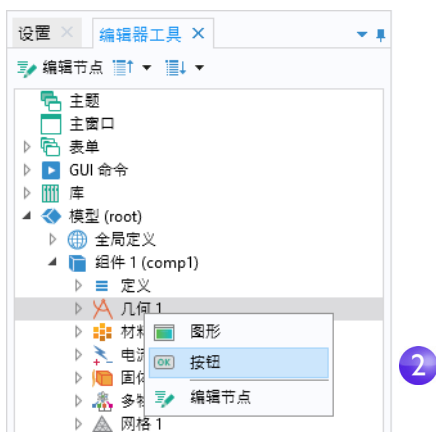 设置 编辑器工具
编辑节点
主题
主窗口
表单
GUI 命令
库
模型 (root)
全局定义
组件 1 (comp1)
定义
几何 1
材 图形
电 按钮
固
多 编辑节点
网格 1
2
OK